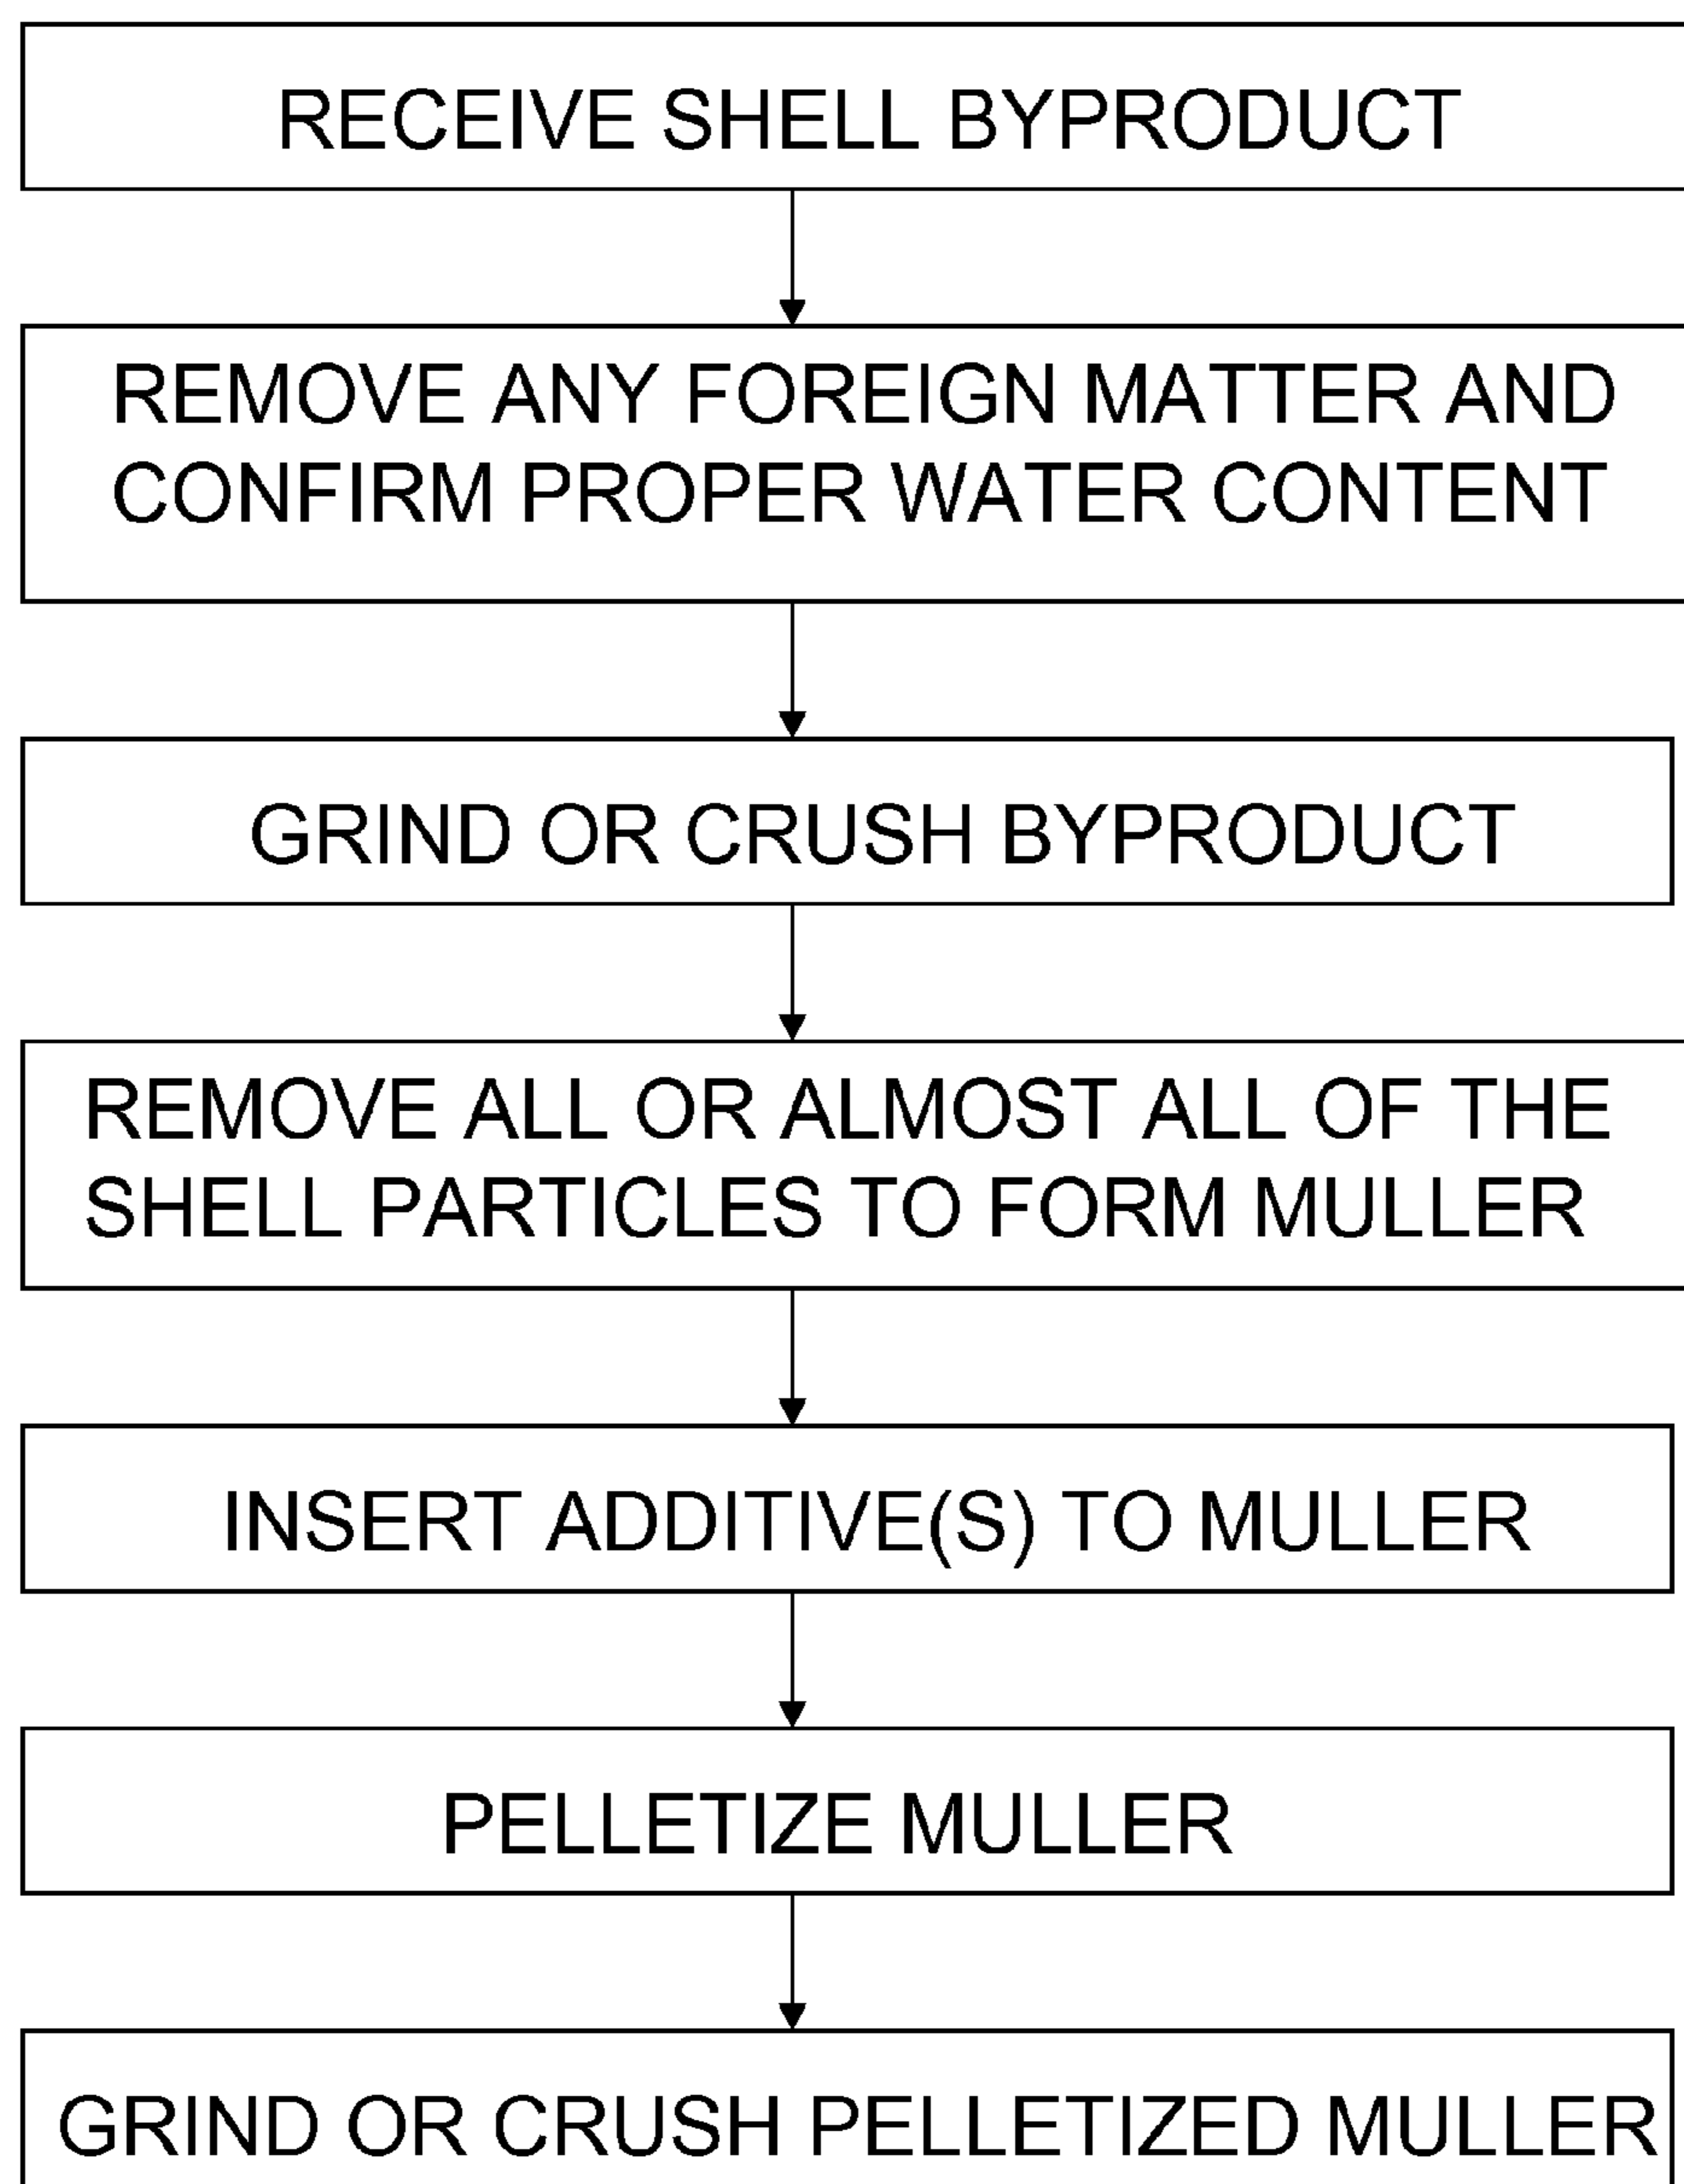 RECEIVE SHELL BYPRODUCT
REMOVE ANY FOREIGN MATTER AND
CONFIRM PROPER WATER CONTENT
GRIND OR CRUSH BYPRODUCT
REMOVE ALL OR ALMOST ALL OF THE
SHELL PARTICLES TO FORM MULLER
INSERT ADDITIVE(S) TO MULLER
PELLETIZE MULLER
GRIND OR CRUSH PELLETIZED MULLER